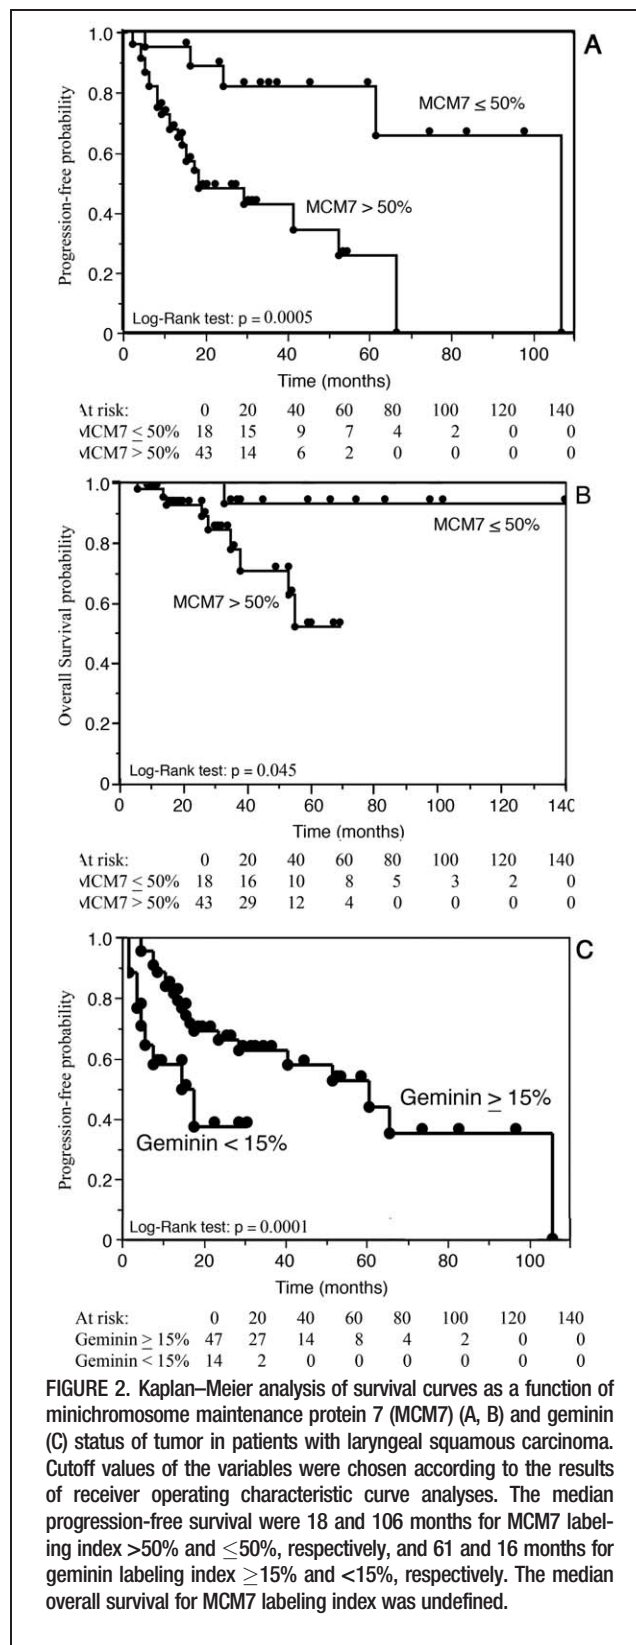 1.0
A
0.8
MCM7 ≤ 50%
0.6
0.4
MCM7 > 50%
0.2
Log-Rank test: p = 0.0005
0
0 20 40 60 80 100
Progression-free probability
Time (months)
At risk: 0 20 40 60 80 100 120 140
MCM7 ≤ 50% 18 15 9 7 4 2 0 0
MCM7 > 50% 43 14 6 2 0 0 0 0
1.0
B
MCM7 ≤ 50%
0.8
0.6
MCM7 > 50%
0.4
0.2
Log-Rank test: p = 0.045
0
0 20 40 60 80 100 120 140
Overall Survival probability
Time (months)
At risk: 0 20 40 60 80 100 120 140
MCM7 ≤ 50% 18 16 10 8 5 3 2 0
MCM7 > 50% 43 29 12 4 0 0 0 0
1.0
C
0.8
0.6
Geminin ≥ 15%
0.4
Geminin < 15%
0.2
Log-Rank test: p = 0.0001
0
0 20 40 60 80 100
Progression-free probability
Time (months)
At risk: 0 20 40 60 80 100 120 140
Geminin ≥ 15% 47 27 14 8 4 2 0 0
Geminin < 15% 14 2 0 0 0 0 0 0
FIGURE 2. Kaplan–Meier analysis of survival curves as a function of
minichromosome maintenance protein 7 (MCM7) (A, B) and geminin
(C) status of tumor in patients with laryngeal squamous carcinoma.
Cutoff values of the variables were chosen according to the results
of receiver operating characteristic curve analyses. The median
progression-free survival were 18 and 106 months for MCM7 label-
ing index >50% and ≤50%, respectively, and 61 and 16 months for
geminin labeling index ≥15% and <15%, respectively. The median
overall survival for MCM7 labeling index was undefined.